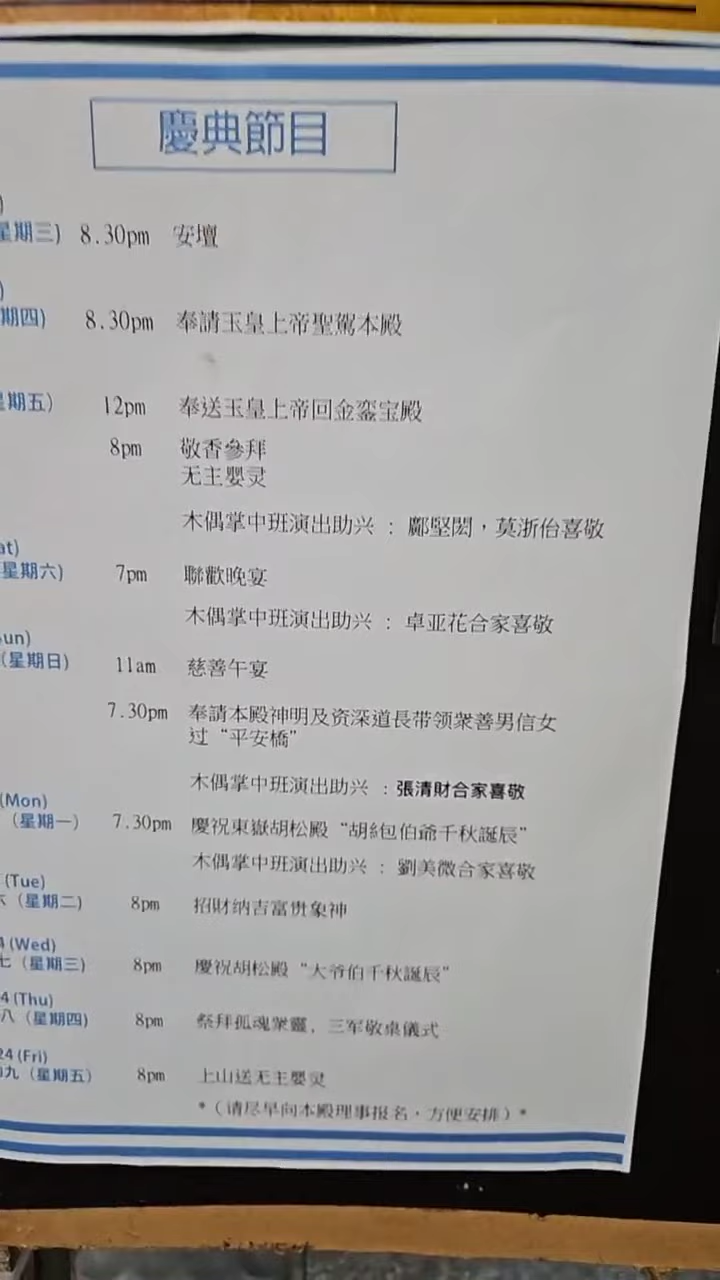 慶典節目
)
星期三) 8.30pm 安壇
)
期四) 8.30pm 奉請玉皇上帝聖駕本殿
星期五) 12pm 奉送玉皇上帝回金鑾宝殿
8pm 敬香參拜
无主嬰灵
木偶掌中班演出助兴 : 鄺堅閎，莫浙佁喜敬
at)
星期六) 7pm 聯歡晚宴
木偶掌中班演出助兴 : 卓亚花合家喜敬
un)
(星期日) 11am 慈善午宴
7.30pm 奉請本殿神明及资深道長带领衆善男信女
过“平安橋”
木偶掌中班演出助兴 : 張清財合家喜敬
(Mon)
(星期一) 7.30pm 慶祝東嶽胡松殿“胡爺包伯爺千秋誕辰”
木偶掌中班演出助兴 : 劉美微合家喜敬
(Tue)
六 (星期二) 8pm 招財纳吉富贵象神
4 (Wed)
七 (星期三) 8pm 慶祝胡松殿“大爷伯千秋誕辰”
4 (Thu)
八 (星期四) 8pm 祭拜孤魂衆靈, 三军敬桌儀式
24 (Fri)
九 (星期五) 8pm 上山送无主嬰灵
*（请尽早向本殿理事报名，方便安排）*